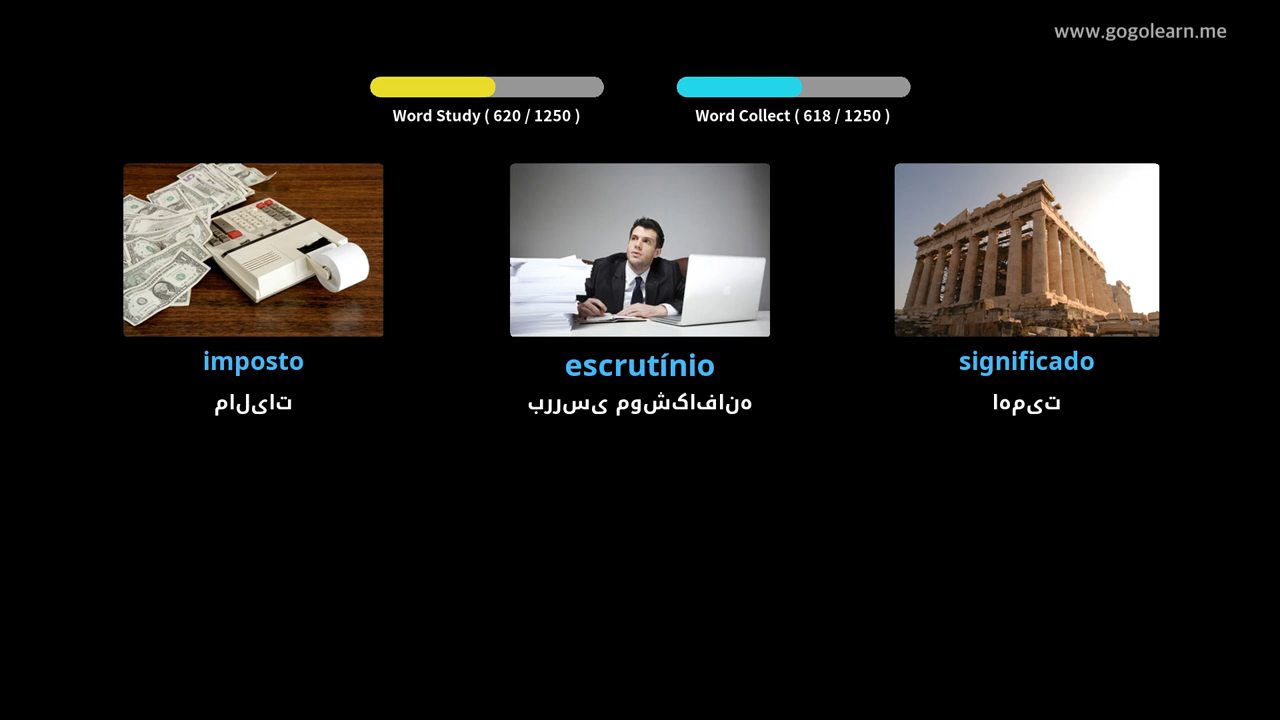 www.gogolearn.me
Word Study ( 620 / 1250 )
Word Collect ( 618 / 1250 )
imposto
مالیات
escrutínio
بررسی موشکافانه
significado
اهمیت